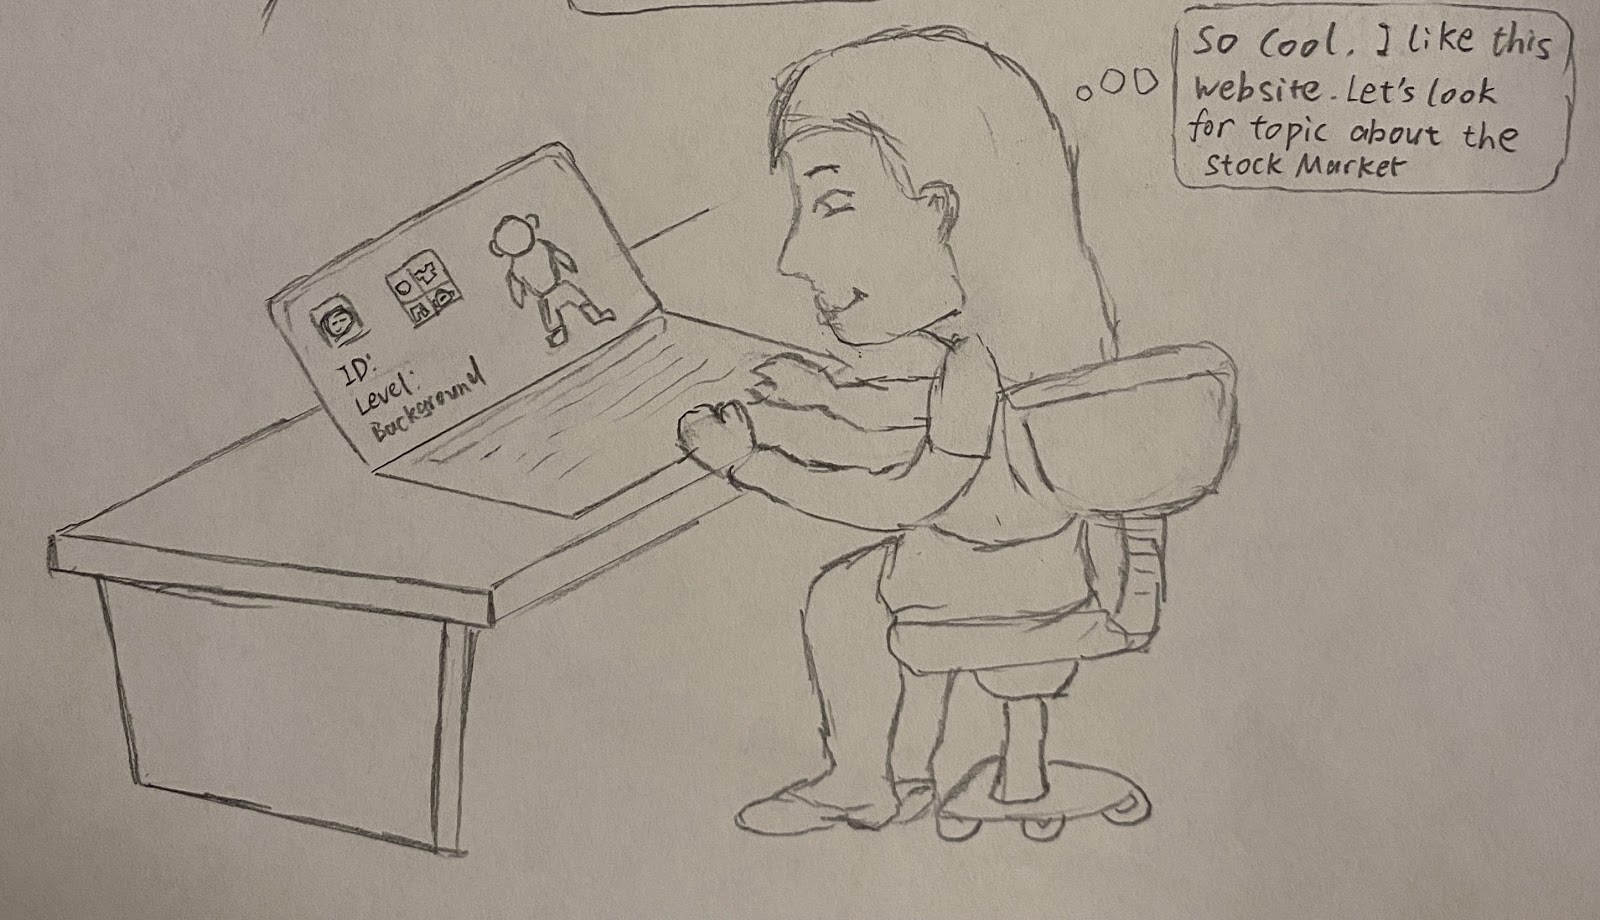 So Cool. I like this
website. Let's look
for topic about the
Stock Market
ID:
Level:
Background